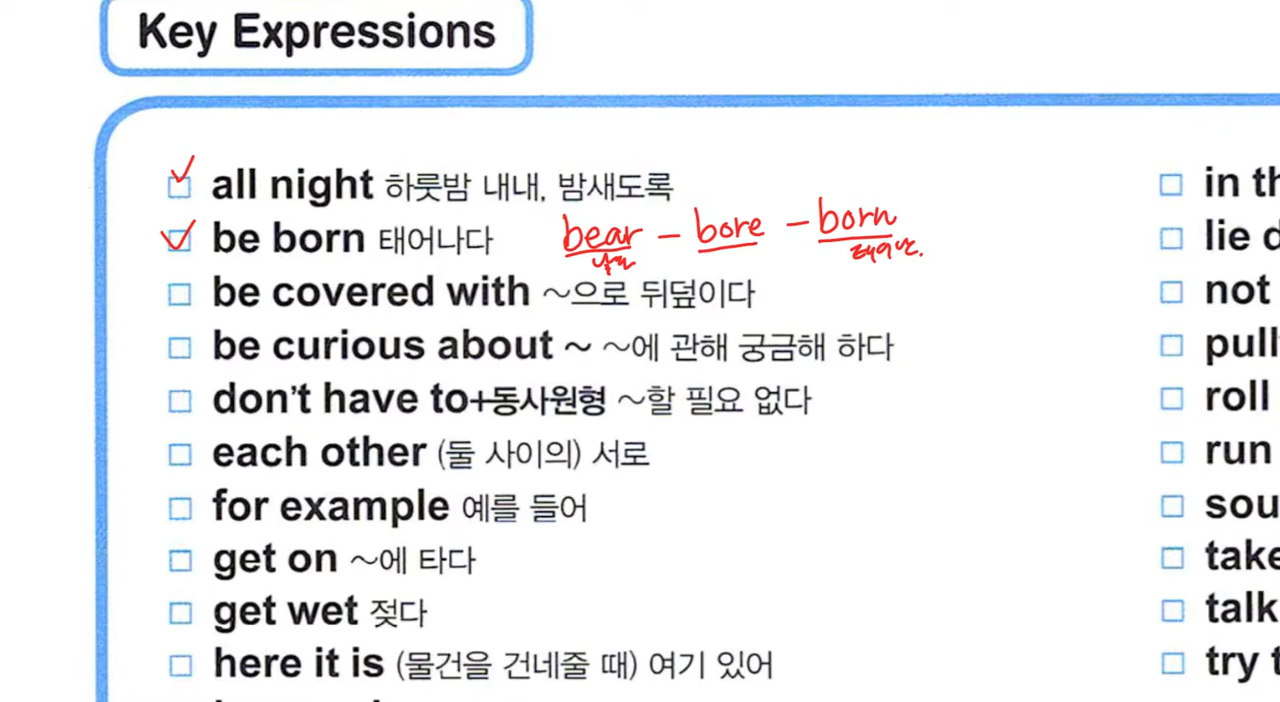 Key Expressions
all night 하룻밤 내내, 밤새도록
be born 태어나다 bear - bore - born
be covered with ~으로 뒤덮이다
be curious about ~ ~에 관해 궁금해 하다
don't have to+동사원형 ~할 필요 없다
each other (둘 사이의) 서로
for example 예를 들어
get on ~에 타다
get wet 젖다
here it is (물건을 건네줄 때) 여기 있어
in
lie
not
pull
roll
run
take
talk
try